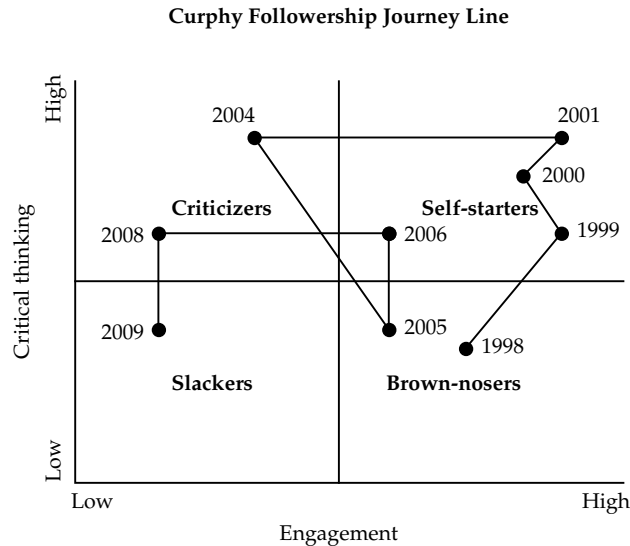 Curphy Followership Journey Line
High
2004
2001
2000
Criticizers
Self-starters
1999
2008
2006
Critical thinking
2009
2005
1998
Slackers
Brown-nosers
Low
Low
High
Engagement